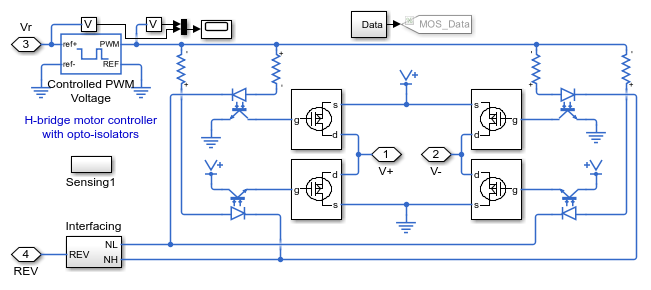 Vr
3
V
V
Data
MOS_Data
ref+
PWM
ref-
REF
Controlled PWM
Voltage
H-bridge motor controller
with opto-isolators
Sensing1
+
+
+
+
+
+
+
+
g
s
d
s
d
g
1
V+
2
V-
g
d
s
d
s
g
Interfacing
4
REV
REV
NL
NH